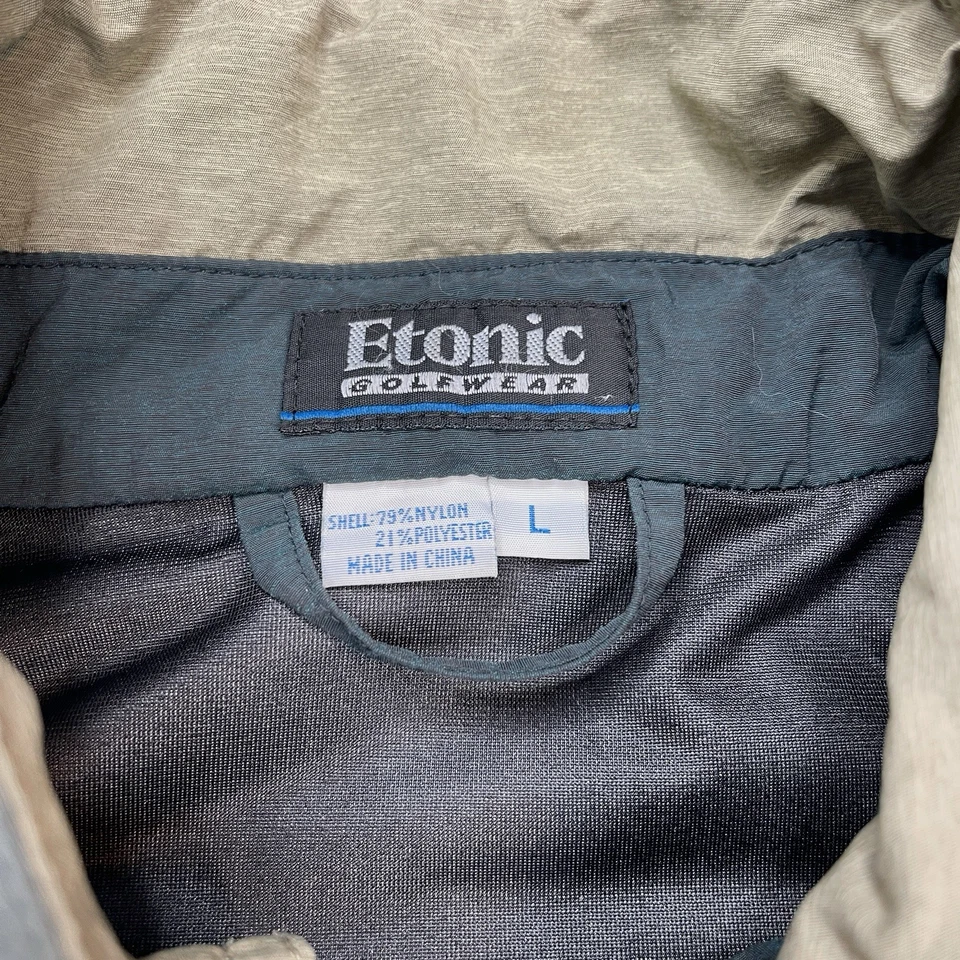 Etonic
GOLFWEAR
SHELL:79%NYLON
21%POLYESTER
MADE IN CHINA
L